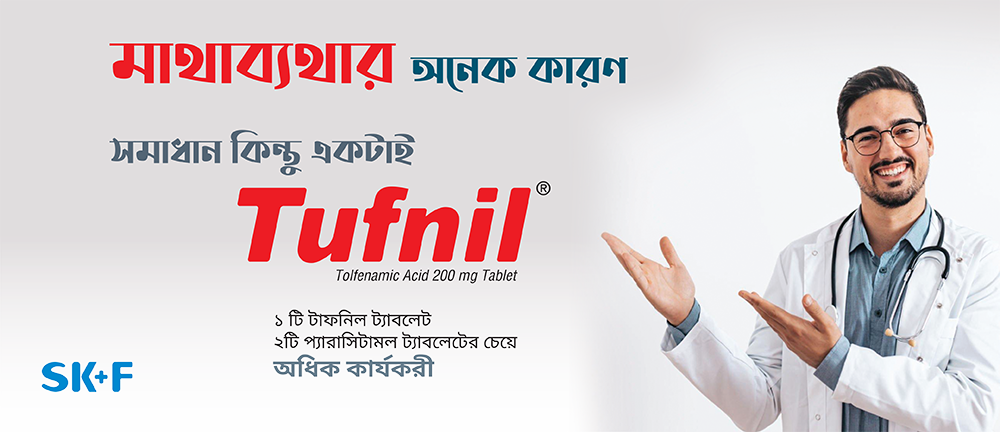 মাথাব্যথার অনেক কারণ
সমাধান কিন্তু একটাই
Tufnil®
Tolfenamic Acid 200 mg Tablet
১ টি টাফনিল ট্যাবলেট
২টি প্যারাসিটামল ট্যাবলেটের চেয়ে
অধিক কার্যকরী
SK+F